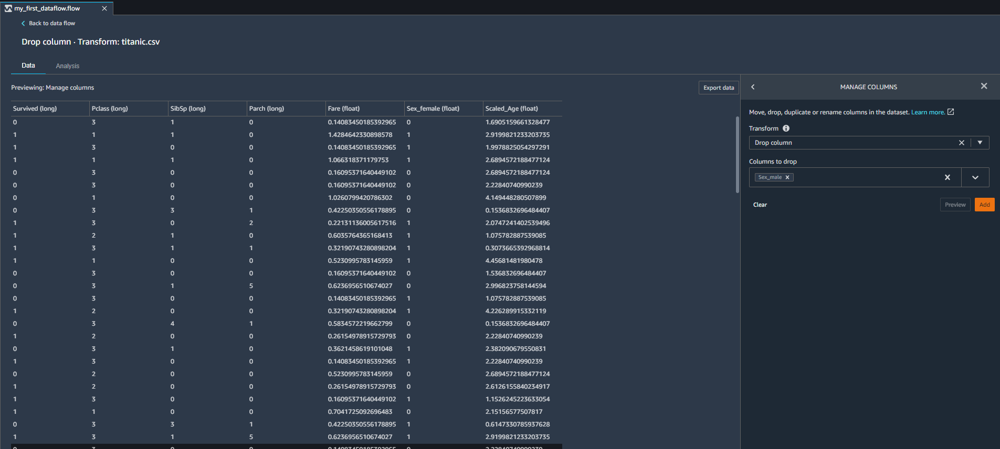 my_first_dataflow.flow
Back to data flow
Drop column · Transform: titanic.csv
Data Analysis
Previewing: Manage columns
Export data
Survived (long) Pclass (long) SibSp (long) Parch (long) Fare (float) Sex_female (float) Scaled_Age (float)
0 3 1 0 0.14083450185392965 0 1.6905159661328477
1 1 1 0 1.4284642330898578 1 2.9199821233203735
1 3 0 0 0.14083450185392965 1 1.9978825054297291
1 1 1 0 1.066318371179753 1 2.6894572188477124
0 3 0 0 0.16095371640449102 0 2.6894572188477124
0 3 0 0 0.16095371640449102 0 2.22840740990239
0 1 0 0 1.0260799420786302 0 4.149448280507899
0 3 3 1 0.42250350556178895 0 0.1536832696484407
1 3 0 2 0.22131136005617516 1 2.0747241402539496
1 2 1 0 0.6035764365168413 1 1.075782887539085
1 3 1 1 0.32190743280898204 1 0.3073665392968814
1 1 0 0 0.5230995783145959 1 4.45681481980478
0 3 0 0 0.16095371640449102 0 1.536832696484407
0 3 1 5 0.6236956510674027 0 2.996823758144594
0 3 0 0 0.14083450185392965 1 1.075782887539085
1 2 0 0 0.32190743280898204 1 4.226289915332119
0 3 4 1 0.5834572219662799 0 0.1536832696484407
1 2 0 0 0.26154978915729793 0 2.22840740990239
0 3 1 0 0.3621458619101048 1 2.382090679550831
1 3 0 0 0.14083450185392965 1 2.22840740990239
0 2 0 0 0.5230995783145959 0 2.6894572188477124
1 2 0 0 0.26154978915729793 0 2.6126155840234917
1 3 0 0 0.16095371640449102 1 1.1526245223633054
1 1 0 0 0.7041725092696483 0 2.15156577507817
0 3 3 1 0.42250350556178895 1 0.6147330785937628
1 3 1 5 0.6236956510674027 1 2.9199821233203735
MANAGE COLUMNS
Move, drop, duplicate or rename columns in the dataset. Learn more.
Transform
Drop column
Columns to drop
Sex_male
Clear Preview Add